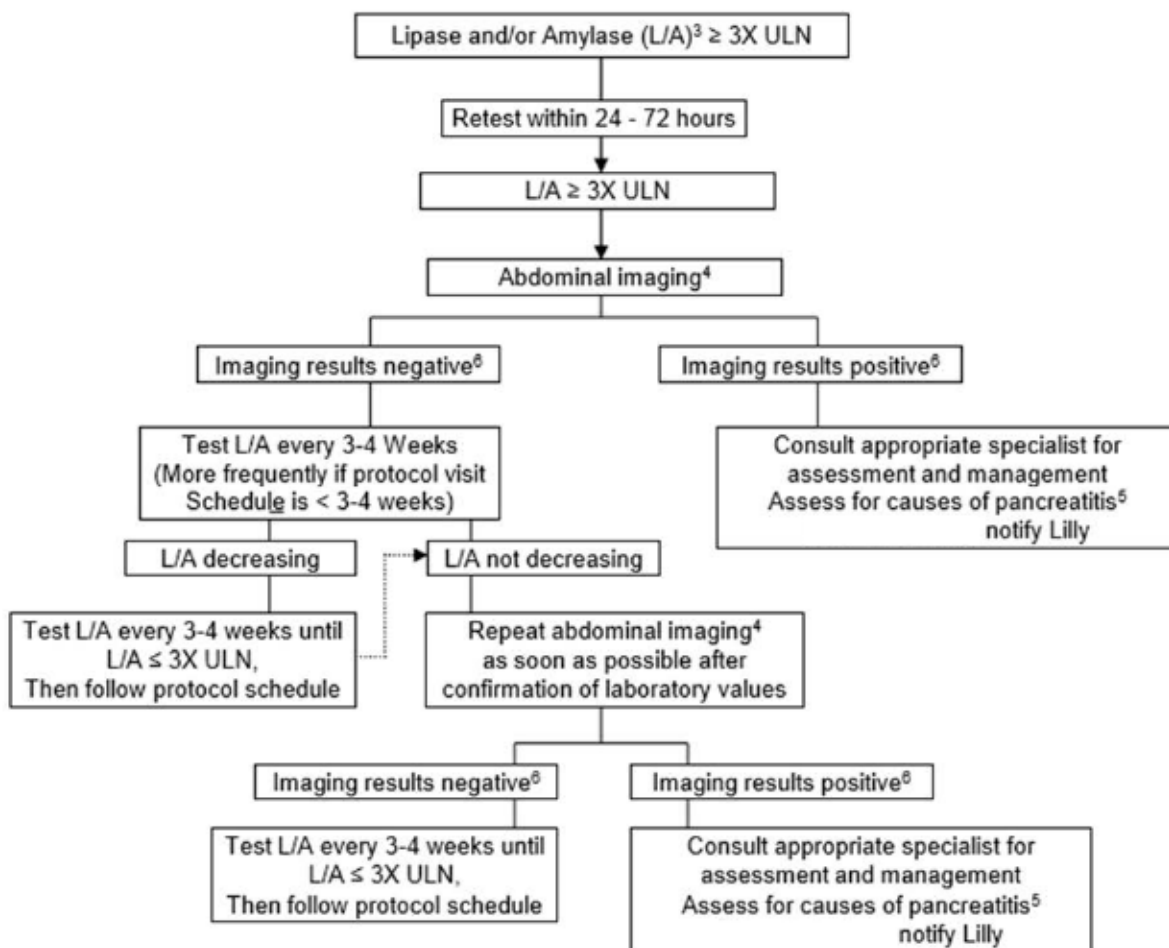 Lipase and/or Amylase (L/A)³ ≥ 3X ULN
Retest within 24 - 72 hours
L/A ≥ 3X ULN
Abdominal imaging⁴
Imaging results negative⁶
Imaging results positive⁶
Test L/A every 3-4 Weeks
(More frequently if protocol visit
Schedule is < 3-4 weeks)
Consult appropriate specialist for
assessment and management
Assess for causes of pancreatitis⁵
notify Lilly
L/A decreasing
L/A not decreasing
Test L/A every 3-4 weeks until
L/A ≤ 3X ULN,
Then follow protocol schedule
Repeat abdominal imaging⁴
as soon as possible after
confirmation of laboratory values
Imaging results negative⁶
Imaging results positive⁶
Test L/A every 3-4 weeks until
L/A ≤ 3X ULN,
Then follow protocol schedule
Consult appropriate specialist for
assessment and management
Assess for causes of pancreatitis⁵
notify Lilly